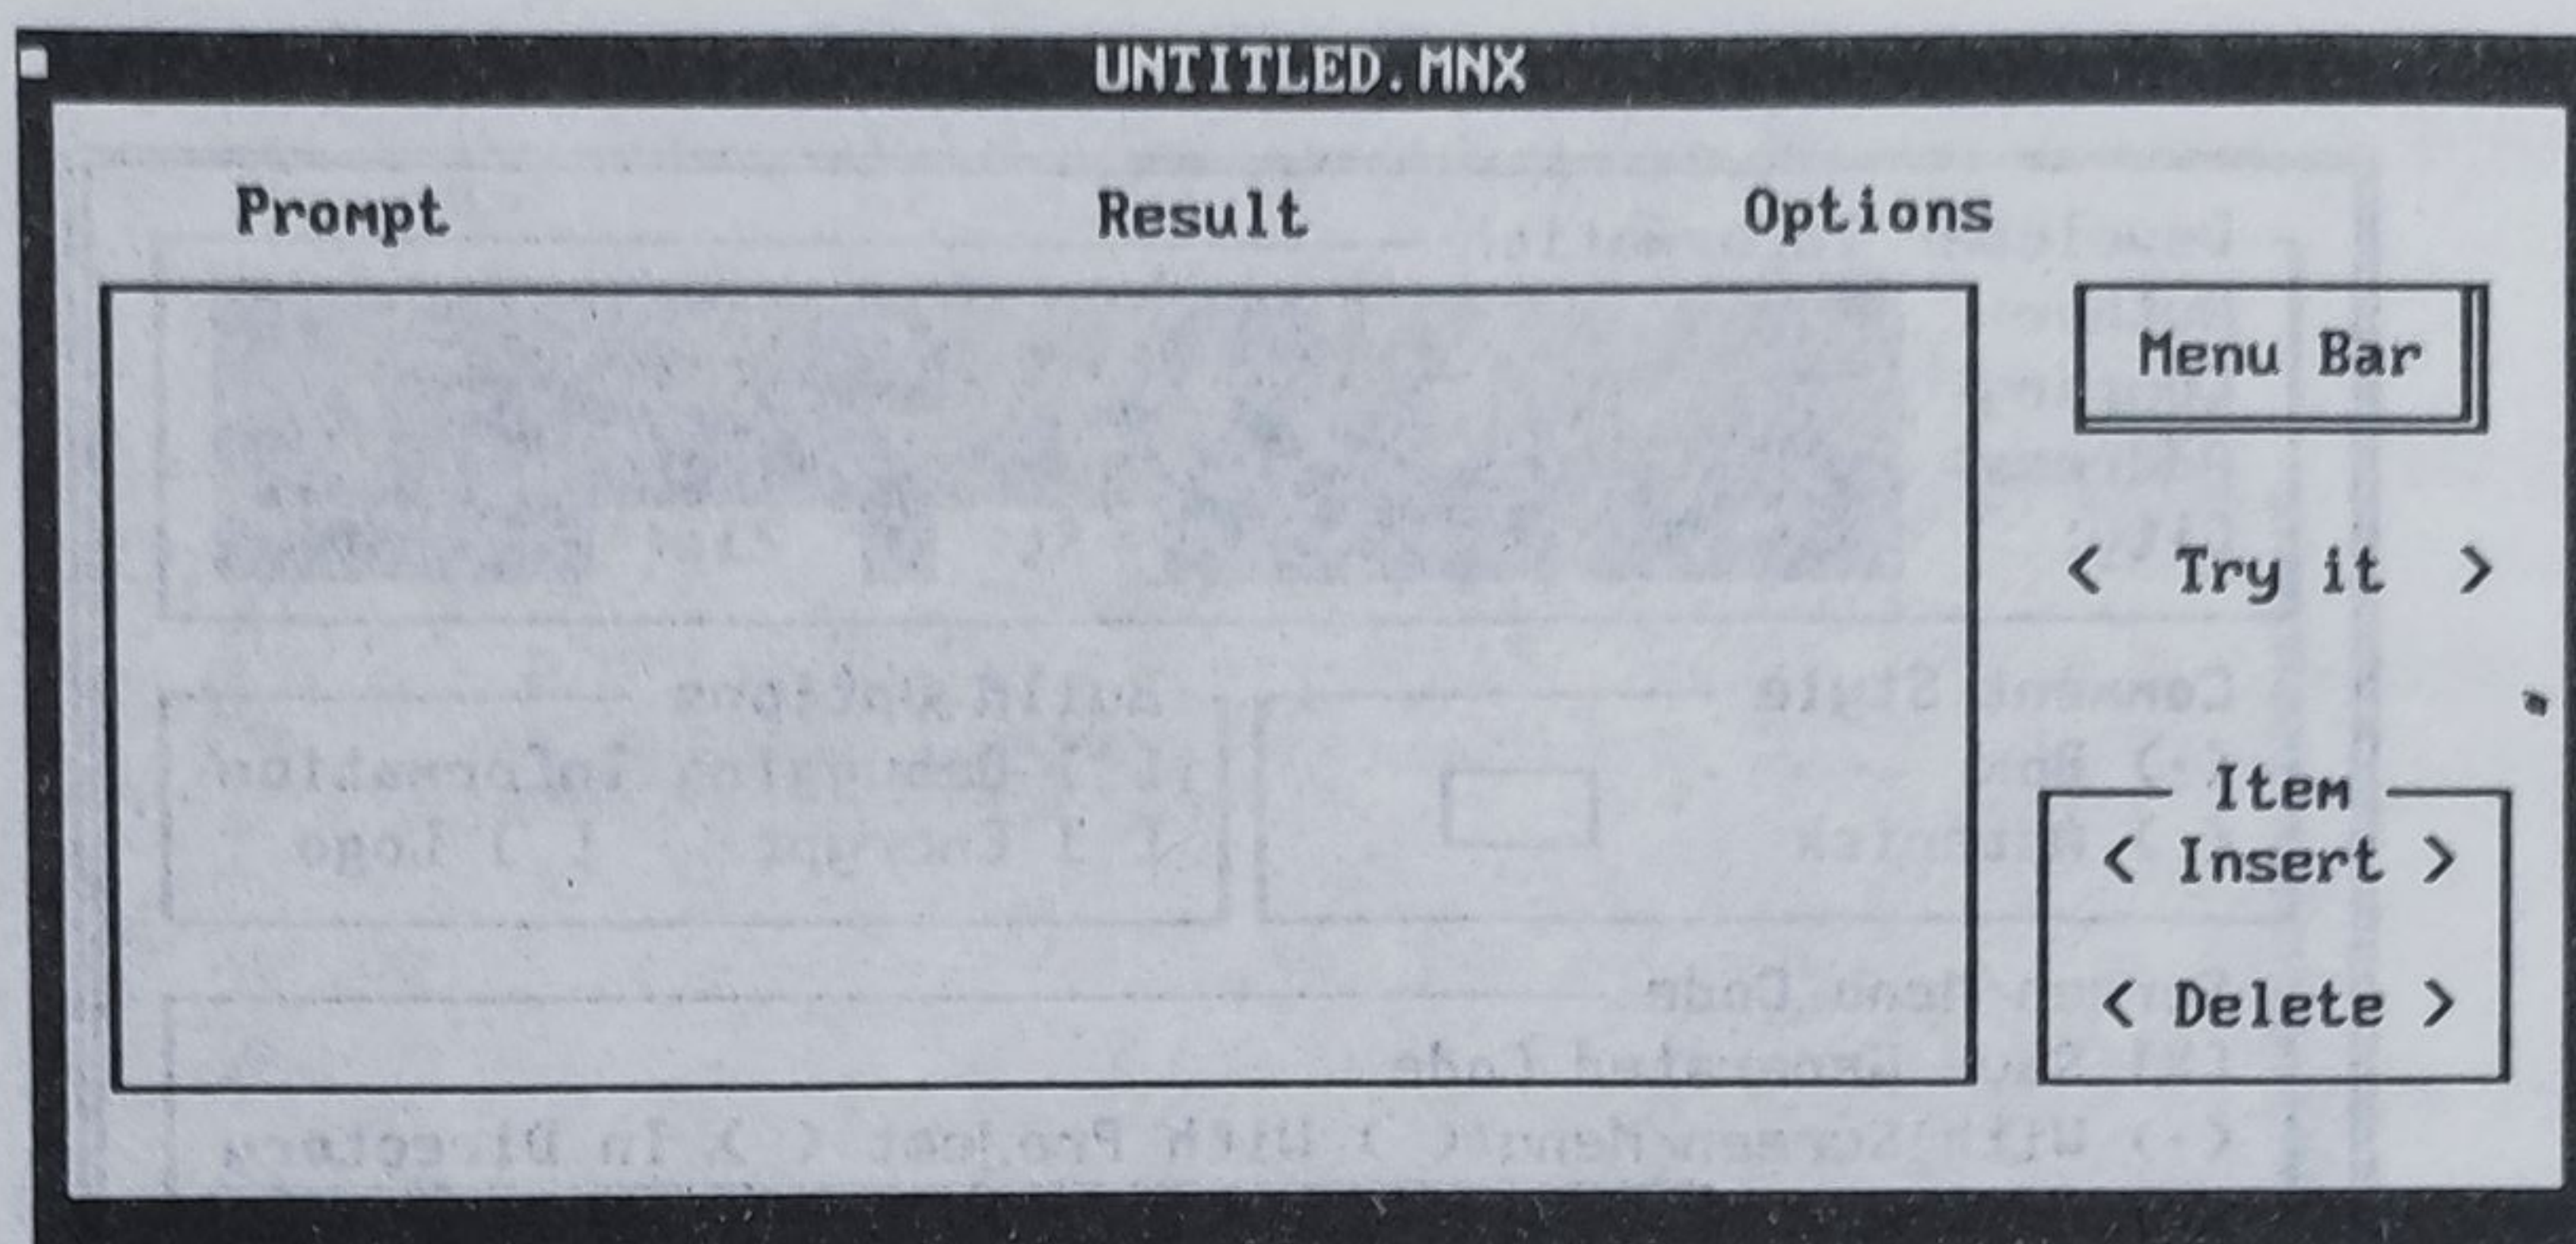 UNTITLED.MNX
Prompt Result Options
Menu Bar
< Try it >
Item
< Insert >
< Delete >